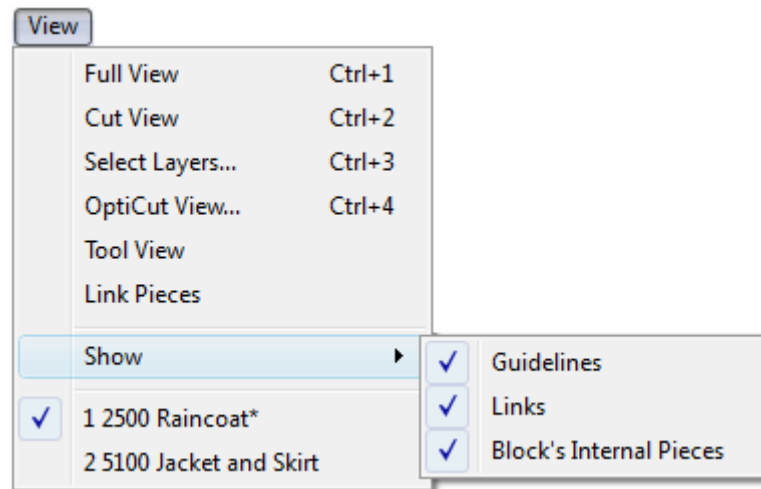 View
Full View Ctrl+1
Cut View Ctrl+2
Select Layers... Ctrl+3
OptiCut View... Ctrl+4
Tool View
Link Pieces
Show
Guidelines
Links
Block's Internal Pieces
1 2500 Raincoat*
2 5100 Jacket and Skirt